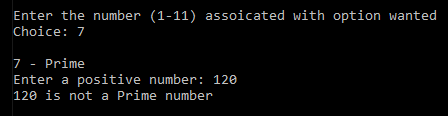 Enter the number (1-11) assoicated with option wanted
Choice: 7
7 - Prime
Enter a positive number: 120
120 is not a Prime number